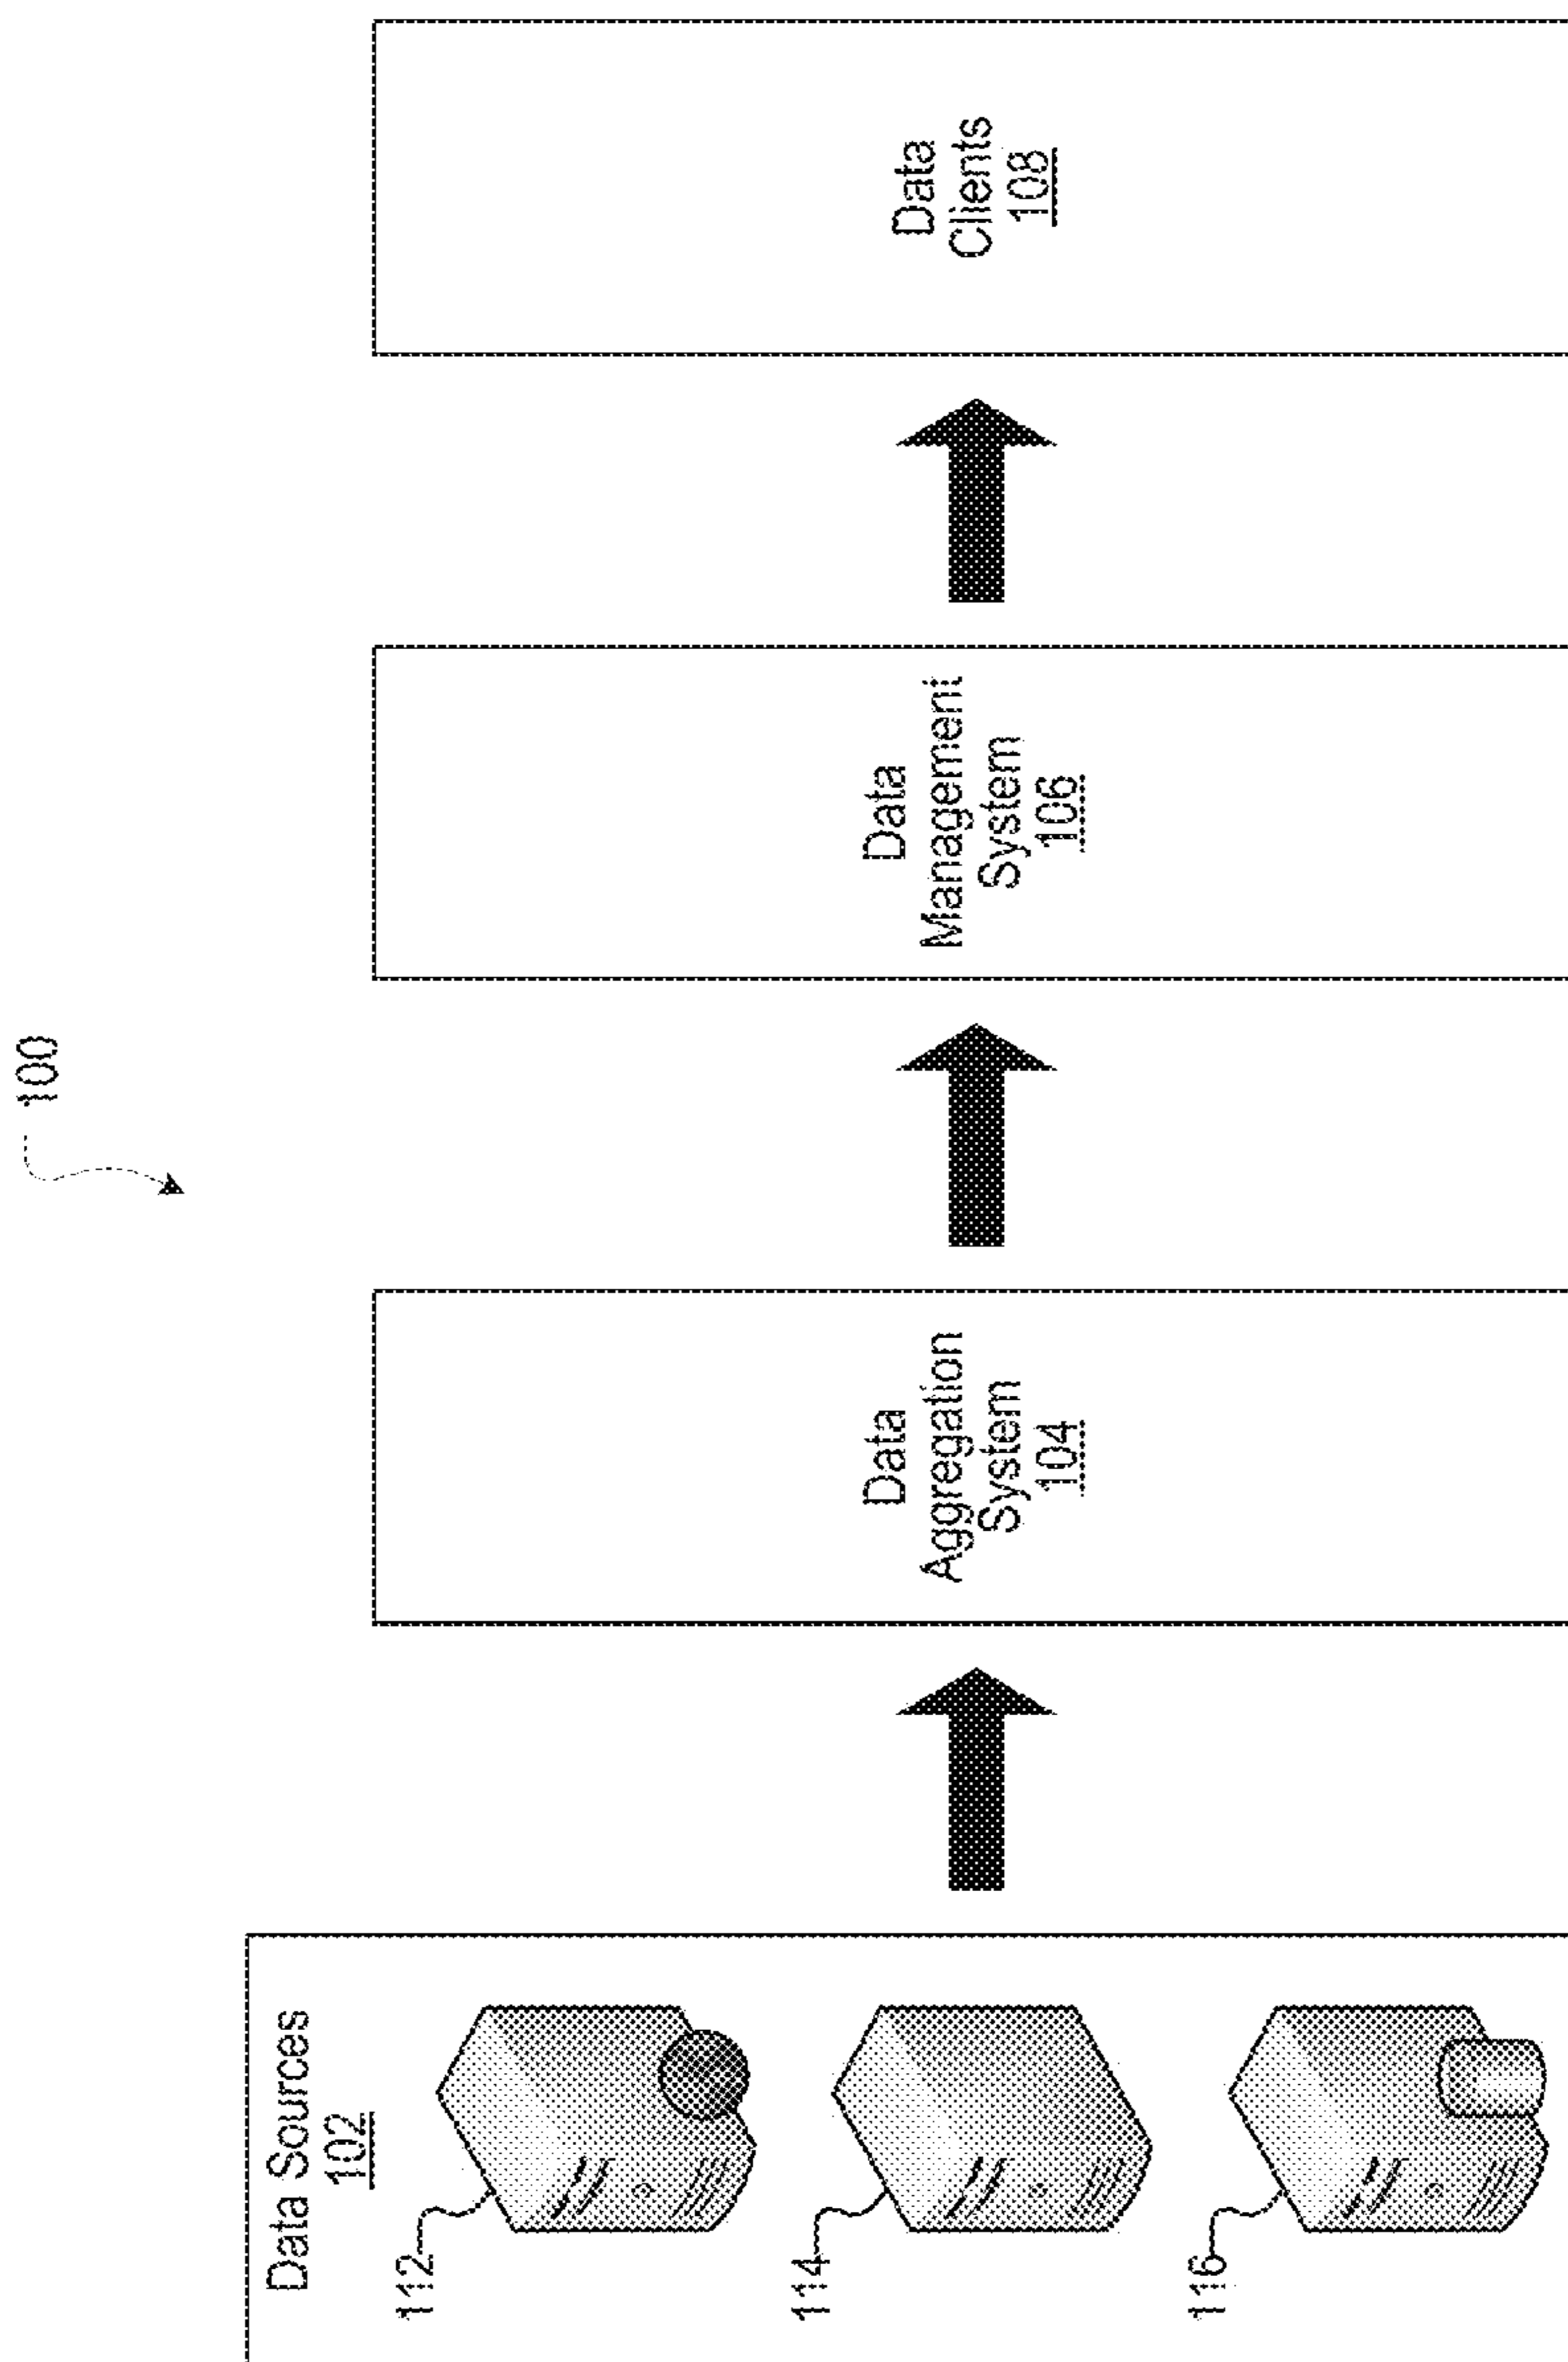 100
Data Sources
102
112
114
116
Data
Aggregation
System
104
Data
Management
System
106
Data
Clients
108